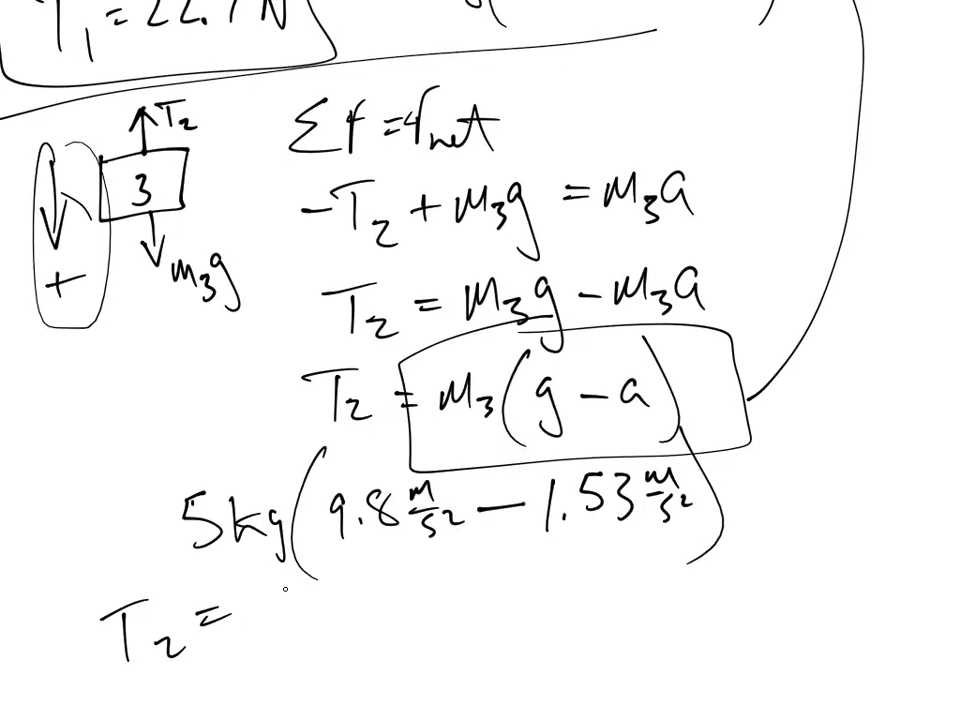 T₁ = 22.7 N
T₂
3
+
m₃g
ΣF = Fnet
-T₂ + m₃g = m₃a
T₂ = m₃g - m₃a
T₂ = m₃(g - a)
5kg(9.8 m/s² - 1.53 m/s²)
T₂ =